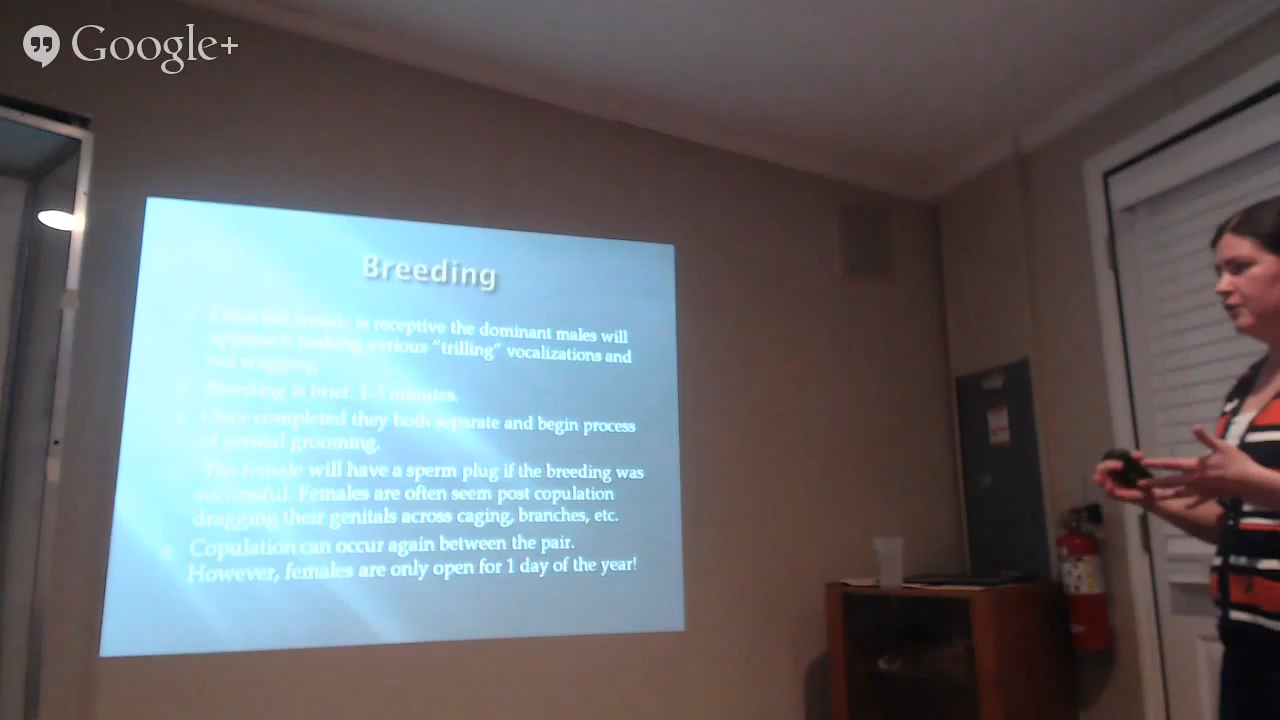 Google+
Breeding
Once the female is receptive the dominant males will
approach making various "trilling" vocalizations and
tail wagging.
Breeding is brief. 1-3 minutes.
Once completed they both separate and begin process
of genital grooming.
The female will have a sperm plug if the breeding was
successful. Females are often seem post copulation
dragging their genitals across caging, branches, etc.
Copulation can occur again between the pair.
However, females are only open for 1 day of the year!